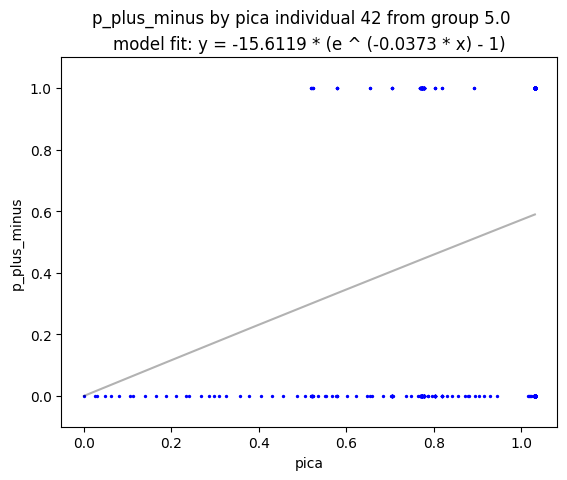 p_plus_minus by pica individual 42 from group 5.0
model fit: y = -15.6119 * (e ^ (-0.0373 * x) - 1)
1.0
0.8
0.6
0.4
0.2
0.0
p_plus_minus
0.0 0.2 0.4 0.6 0.8 1.0
pica